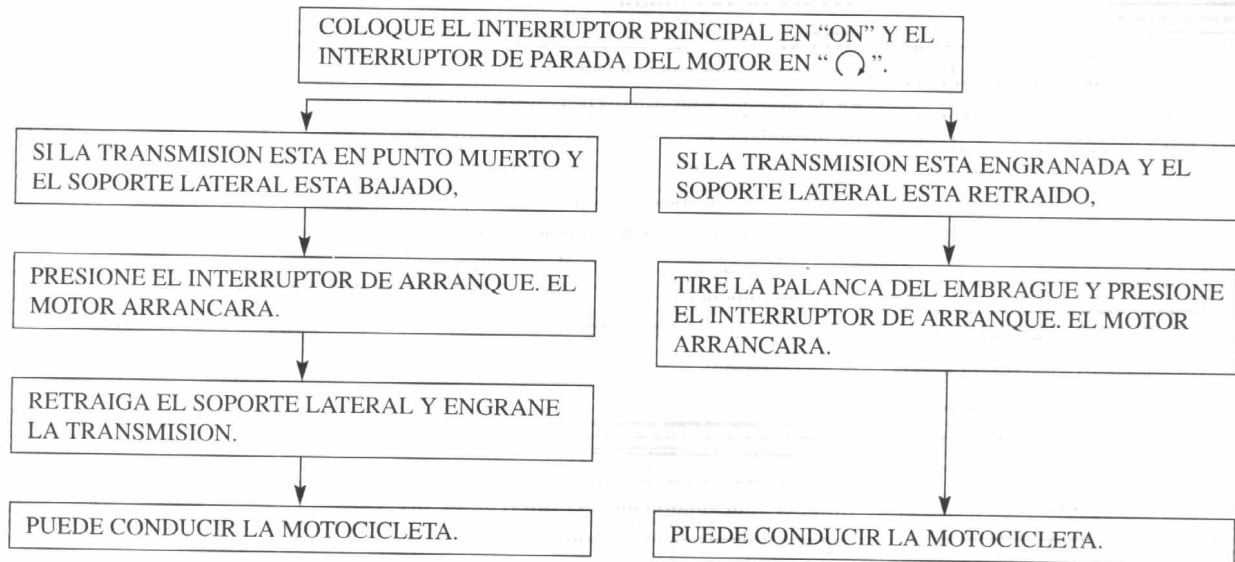 COLOQUE EL INTERRUPTOR PRINCIPAL EN “ON” Y EL
INTERRUPTOR DE PARADA DEL MOTOR EN “ ”.
SI LA TRANSMISION ESTA EN PUNTO MUERTO Y
EL SOPORTE LATERAL ESTA BAJADO,
PRESIONE EL INTERRUPTOR DE ARRANQUE. EL
MOTOR ARRANCARA.
RETRAIGA EL SOPORTE LATERAL Y ENGRANE
LA TRANSMISION.
PUEDE CONDUCIR LA MOTOCICLETA.
SI LA TRANSMISION ESTA ENGRANADA Y EL
SOPORTE LATERAL ESTA RETRAIDO,
TIRE LA PALANCA DEL EMBRAGUE Y PRESIONE
EL INTERRUPTOR DE ARRANQUE. EL MOTOR
ARRANCARA.
PUEDE CONDUCIR LA MOTOCICLETA.